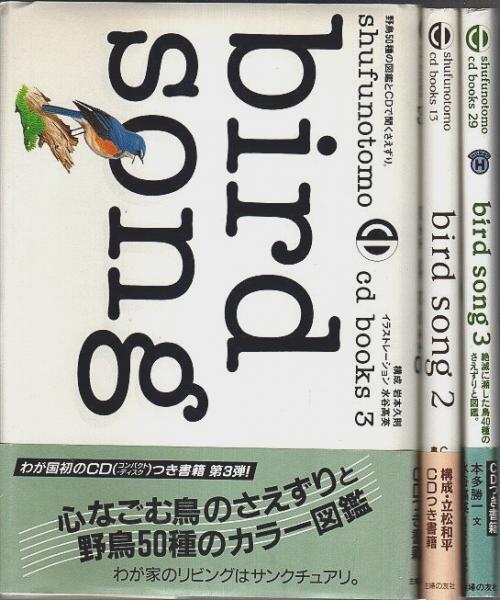 bird
song
野鳥50種の図鑑とCDで聞くさえずり。
shufunotomo cd books 3
構成 岩本久則
イラストレーション 水谷高英
わが国初のCD(コンパクト・ディスク)つき書籍 第3弾!
心なごむ鳥のさえずりと
野鳥50種のカラー図鑑
わが家のリビングはサンクチュアリ。
shufunotomo
cd books 13
bird song 2
構成・立松和平
CDつき書籍
主婦の友社
shufunotomo
cd books 29
H
bird song 3
絶滅に瀕した鳥40種の
さえずりと図鑑。
CDつき書籍
本多勝一 文
主婦の友社